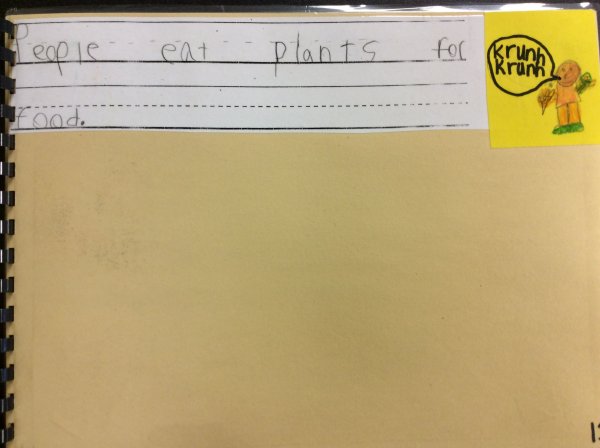 People eat plants for
food.
Krunh
Krunh